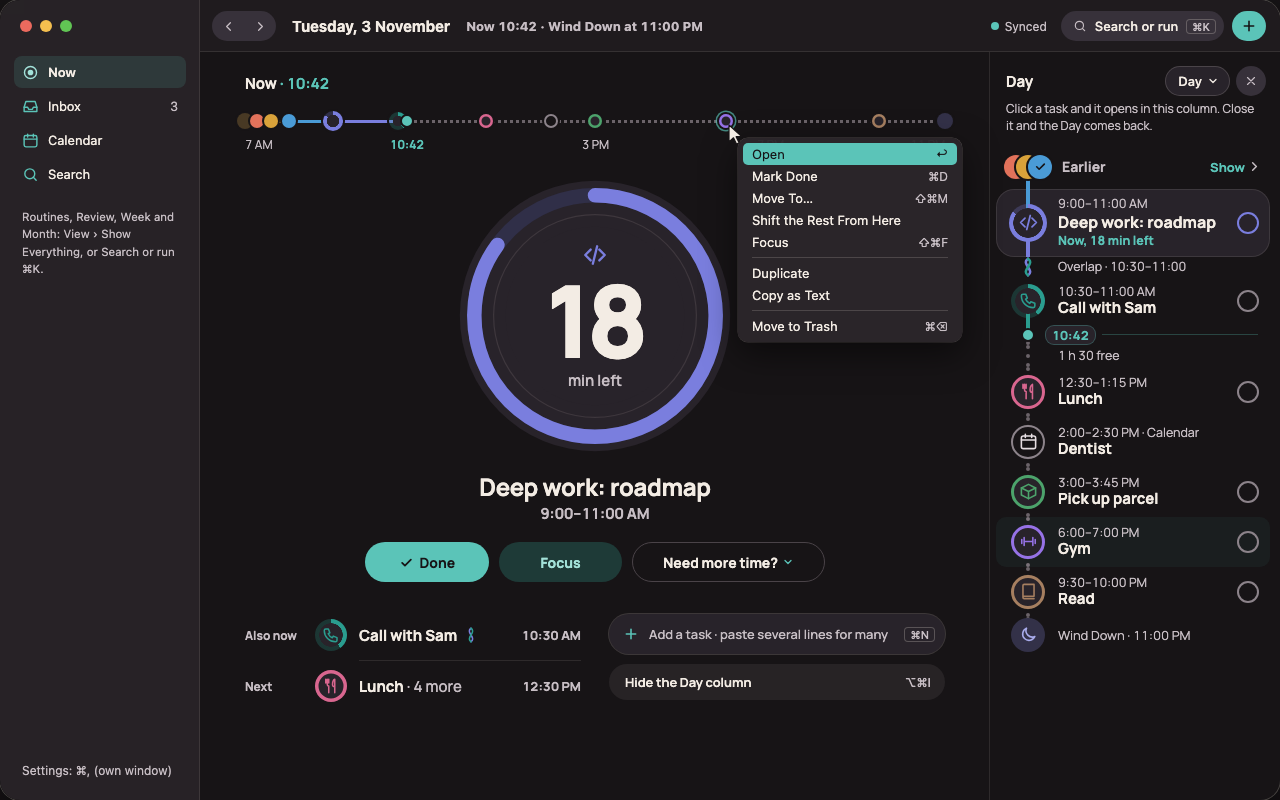 Tuesday, 3 November
Now 10:42 · Wind Down at 11:00 PM
Synced
Search or run ⌘K
Now
Inbox 3
Calendar
Search
Routines, Review, Week and
Month: View › Show
Everything, or Search or run
⌘K.
Settings: ⌘, (own window)
Now · 10:42
7 AM
10:42
3 PM
Open ↩
Mark Done ⌘D
Move To… ⇧⌘M
Shift the Rest From Here
Focus ⇧⌘F
Duplicate
Copy as Text
Move to Trash ⌘⌫
18
min left
Deep work: roadmap
9:00–11:00 AM
Done
Focus
Need more time?
Also now
Call with Sam
10:30 AM
Next
Lunch · 4 more
12:30 PM
Add a task · paste several lines for many ⌘N
Hide the Day column ⌥⌘I
Day
Day
Click a task and it opens in this column. Close
it and the Day comes back.
Earlier
Show
9:00–11:00 AM
Deep work: roadmap
Now, 18 min left
Overlap · 10:30–11:00
10:30–11:00 AM
Call with Sam
10:42
1 h 30 free
12:30–1:15 PM
Lunch
2:00–2:30 PM · Calendar
Dentist
3:00–3:45 PM
Pick up parcel
6:00–7:00 PM
Gym
9:30–10:00 PM
Read
Wind Down · 11:00 PM